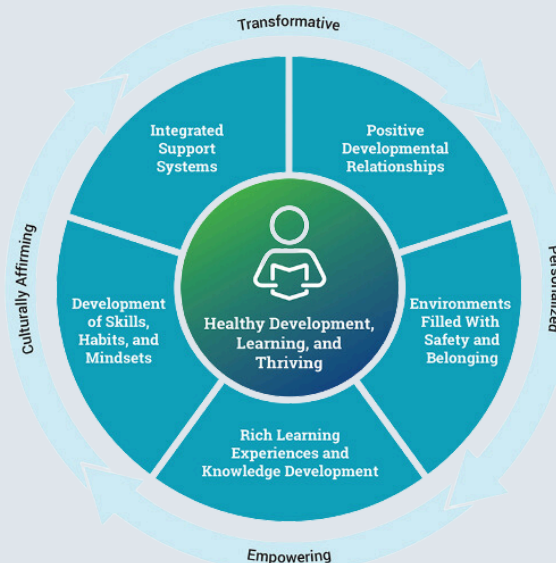 Transformative
Integrated
Support
Systems
Positive
Developmental
Relationships
Culturally Affirming
Personalized
Development
of Skills,
Habits, and
Mindsets
Healthy Development,
Learning, and
Thriving
Environments
Filled With
Safety and
Belonging
Rich Learning
Experiences and
Knowledge Development
Empowering